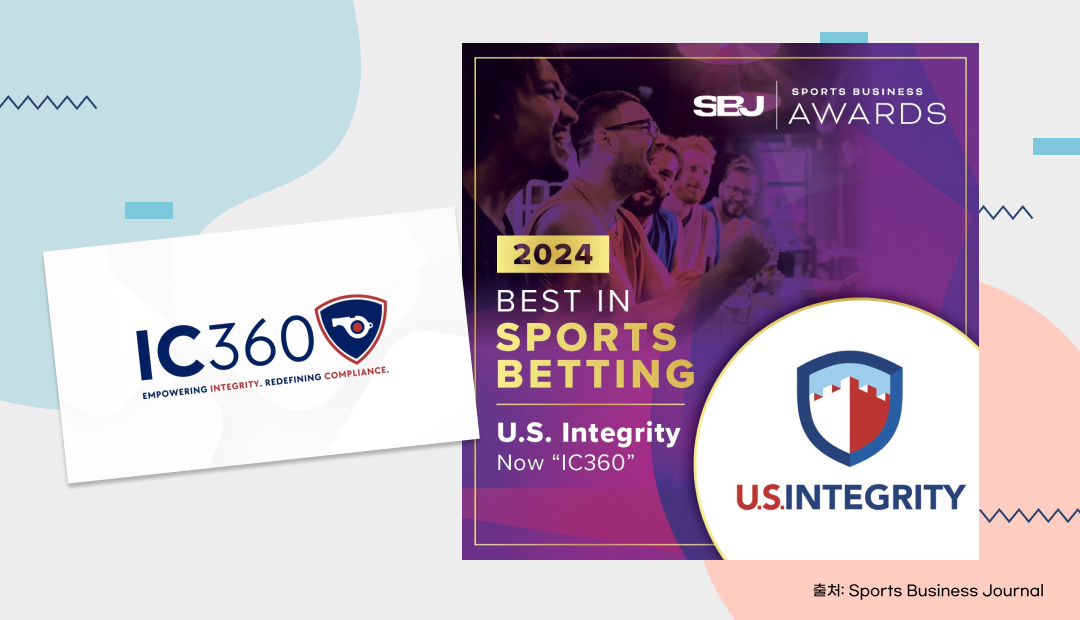 IC360
EMPOWERING INTEGRITY. REDEFINING COMPLIANCE.
SBJ
SPORTS BUSINESS
AWARDS
2024
BEST IN
SPORTS
BETTING
U.S. Integrity
Now “IC360”
U.S.INTEGRITY
출처: Sports Business Journal